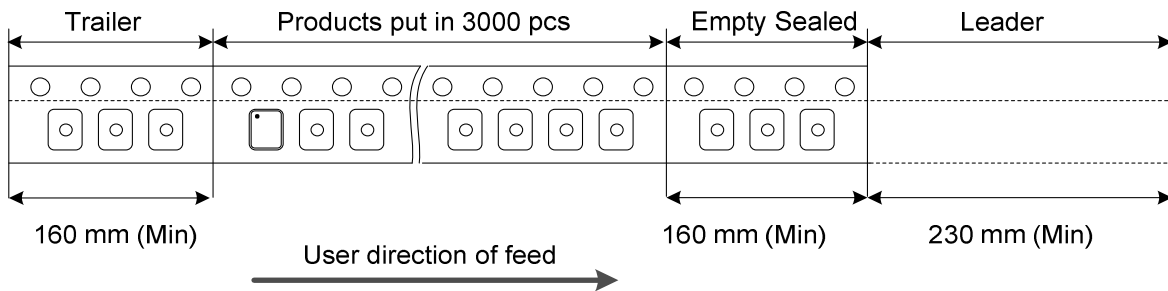 Trailer
Products put in 3000 pcs
Empty Sealed
Leader
160 mm (Min)
160 mm (Min)
230 mm (Min)
User direction of feed